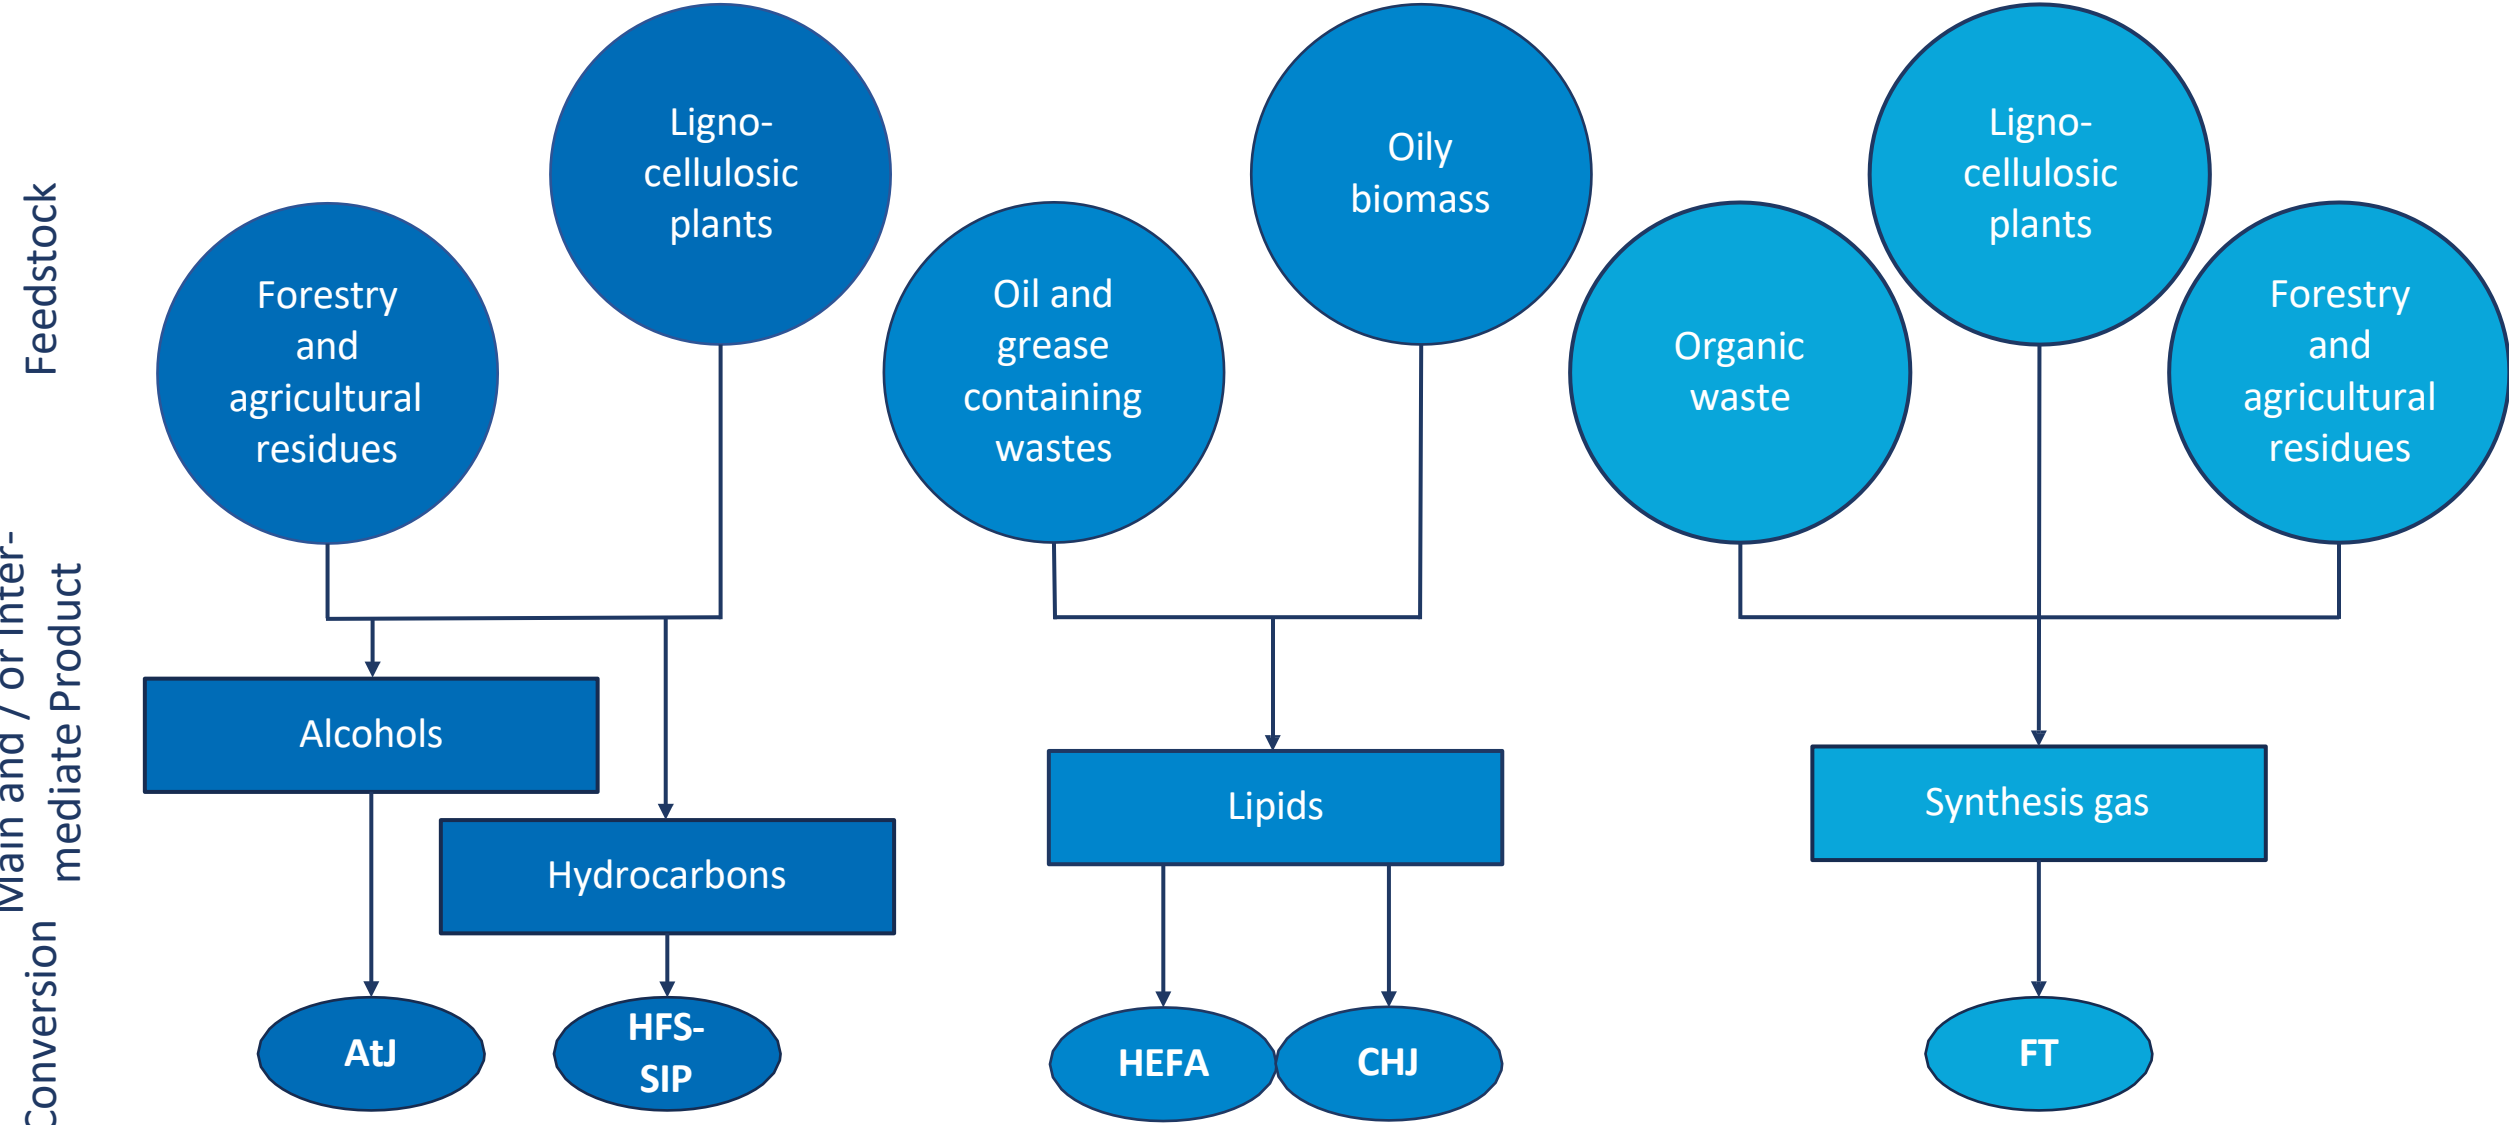 Feedstock
Forestry
and
agricultural
residues
Ligno-
cellulosic
plants
Oil and
grease
containing
wastes
Oily
biomass
Organic
waste
Ligno-
cellulosic
plants
Forestry
and
agricultural
residues
Main and / or Inter-
mediate Product
Alcohols
Hydrocarbons
Lipids
Synthesis gas
Conversion
AtJ
HFS-
SIP
HEFA
CHJ
FT